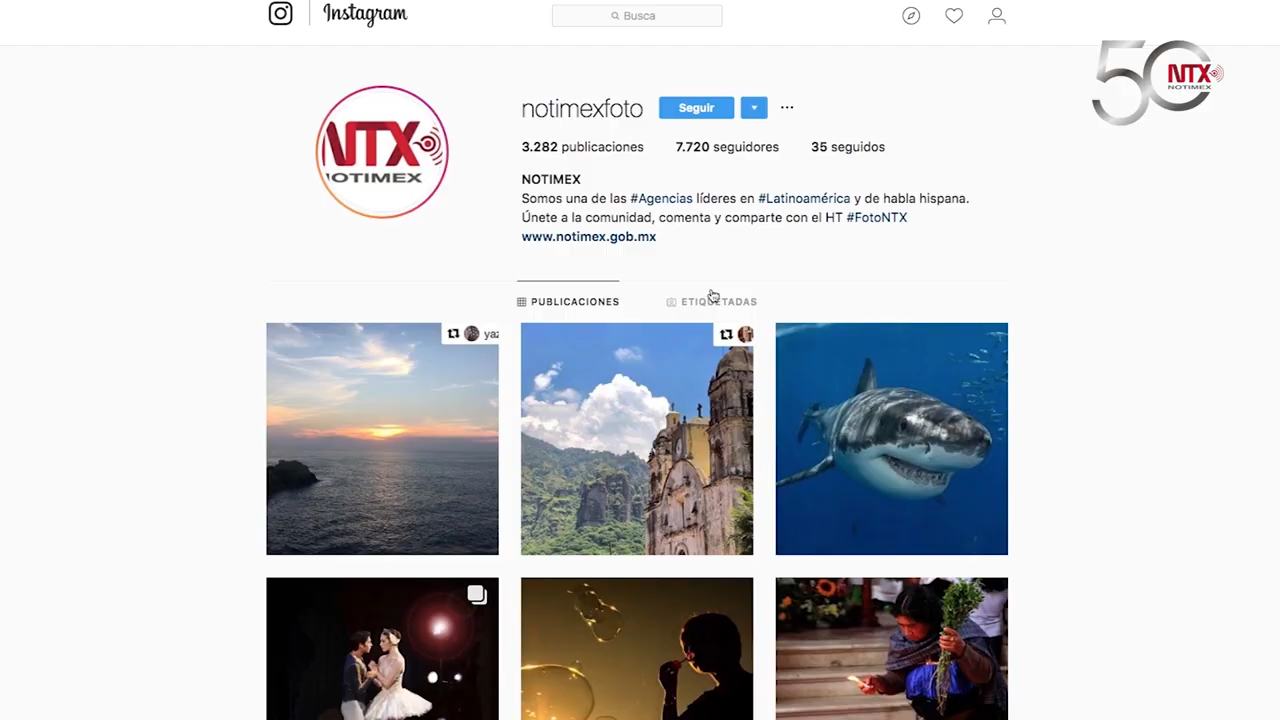 Instagram
Busca
50 NTX
NOTIMEX
notimexfoto
Seguir
3.282 publicaciones 7.720 seguidores 35 seguidos
NTX
NOTIMEX
NOTIMEX
Somos una de las #Agencias líderes en #Latinoamérica y de habla hispana.
Únete a la comunidad, comenta y comparte con el HT #FotoNTX
www.notimex.gob.mx
PUBLICACIONES ETIQUETADAS